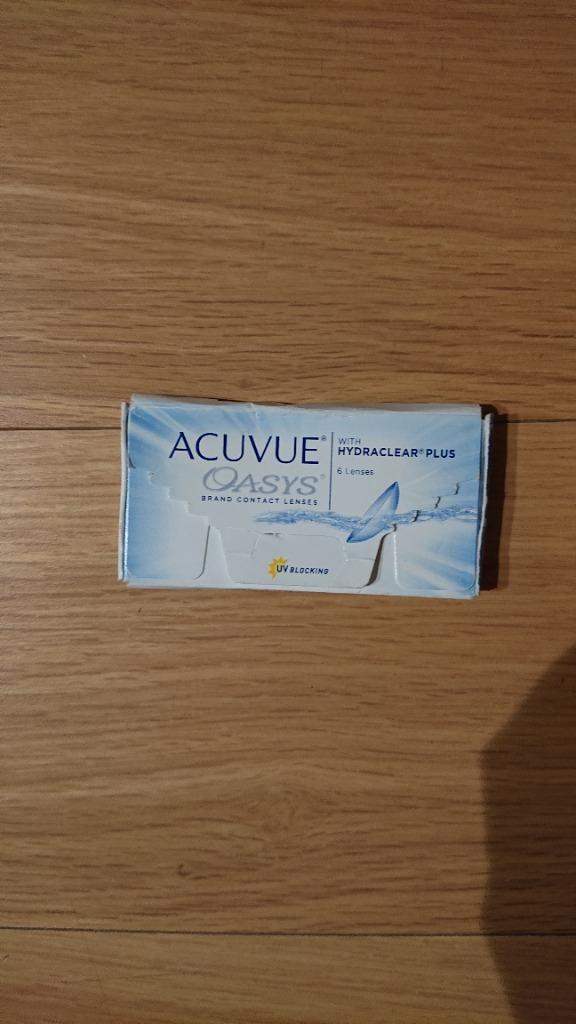 ACUVUE®
OASYS®
BRAND CONTACT LENSES
WITH
HYDRACLEAR® PLUS
6 Lenses
UV BLOCKING